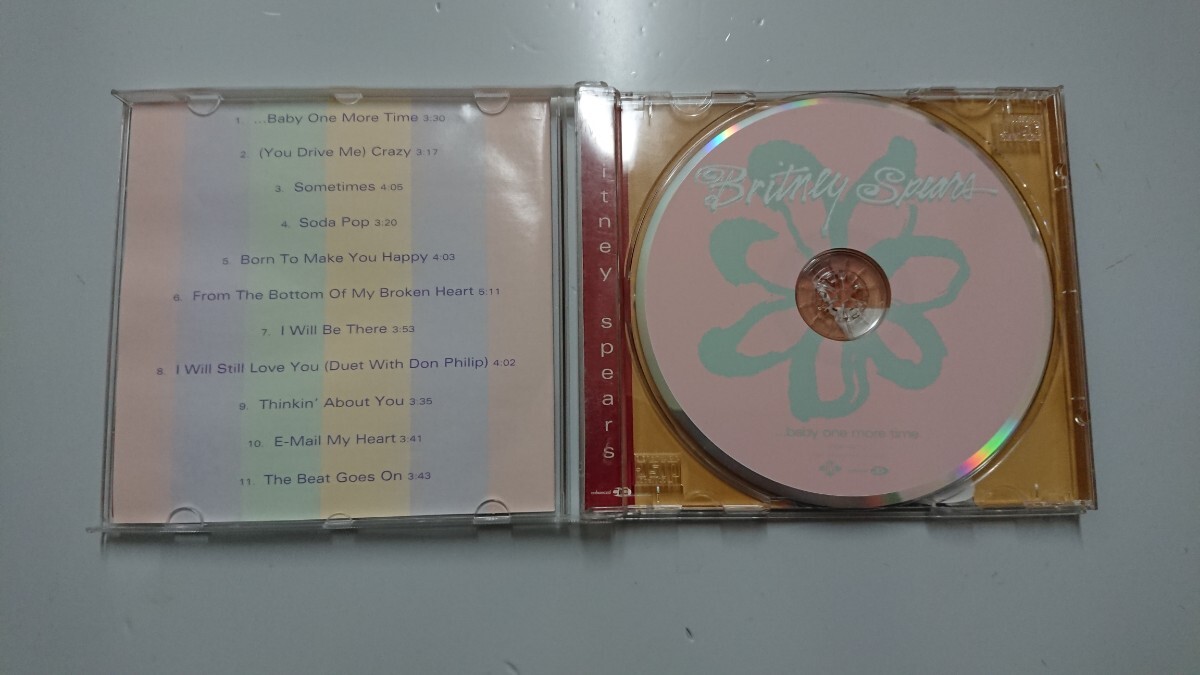 1. ...Baby One More Time 3:30
2. (You Drive Me) Crazy 3:17
3. Sometimes 4:05
4. Soda Pop 3:20
5. Born To Make You Happy 4:03
6. From The Bottom Of My Broken Heart 5:11
7. I Will Be There 3:53
8. I Will Still Love You (Duet With Don Philip) 4:02
9. Thinkin' About You 3:35
10. E-Mail My Heart 3:41
11. The Beat Goes On 3:43
itney spears
Britney Spears
...baby one more time